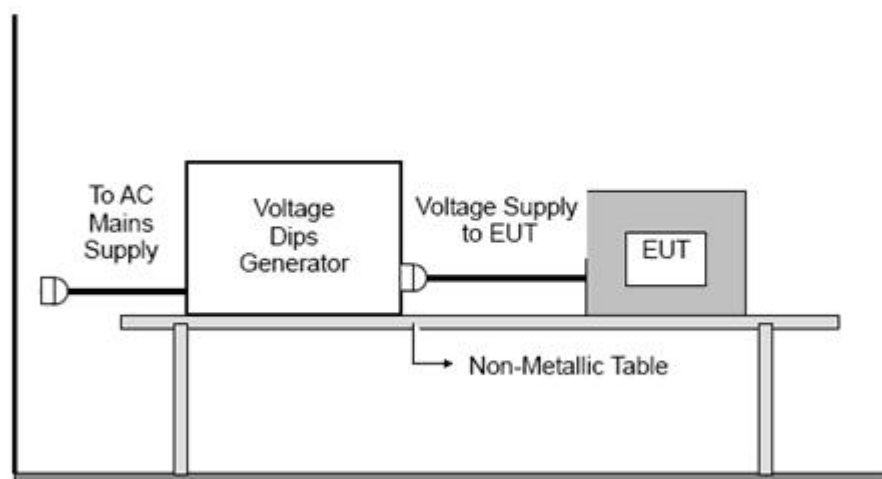 To AC
Mains
Supply
Voltage
Dips
Generator
Voltage Supply
to EUT
EUT
Non-Metallic Table